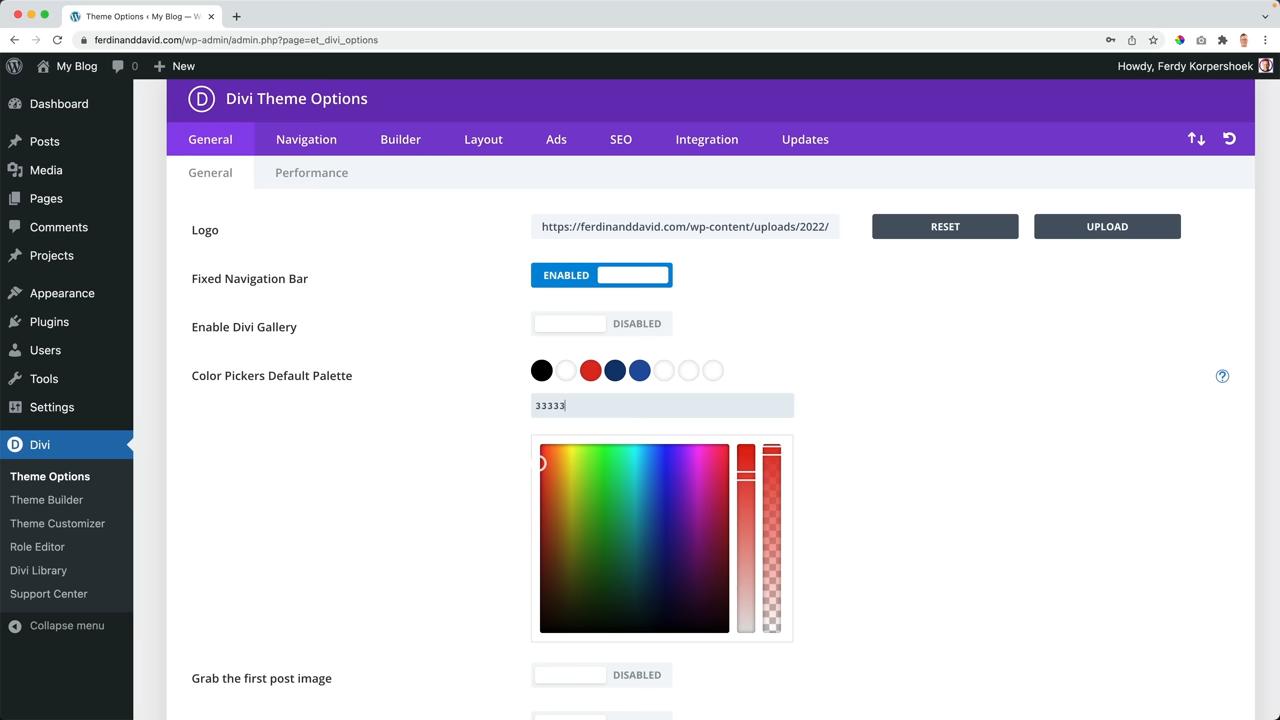 Theme Options ‹ My Blog — W
ferdinanddavid.com/wp-admin/admin.php?page=et_divi_options
My Blog 0 New Howdy, Ferdy Korpershoek
Dashboard
Posts
Media
Pages
Comments
Projects
Appearance
Plugins
Users
Tools
Settings
D Divi
Theme Options
Theme Builder
Theme Customizer
Role Editor
Divi Library
Support Center
Collapse menu
D Divi Theme Options
General Navigation Builder Layout Ads SEO Integration Updates
General Performance
Logo https://ferdinanddavid.com/wp-content/uploads/2022/ RESET UPLOAD
Fixed Navigation Bar ENABLED
Enable Divi Gallery DISABLED
Color Pickers Default Palette ?
33333
Grab the first post image DISABLED